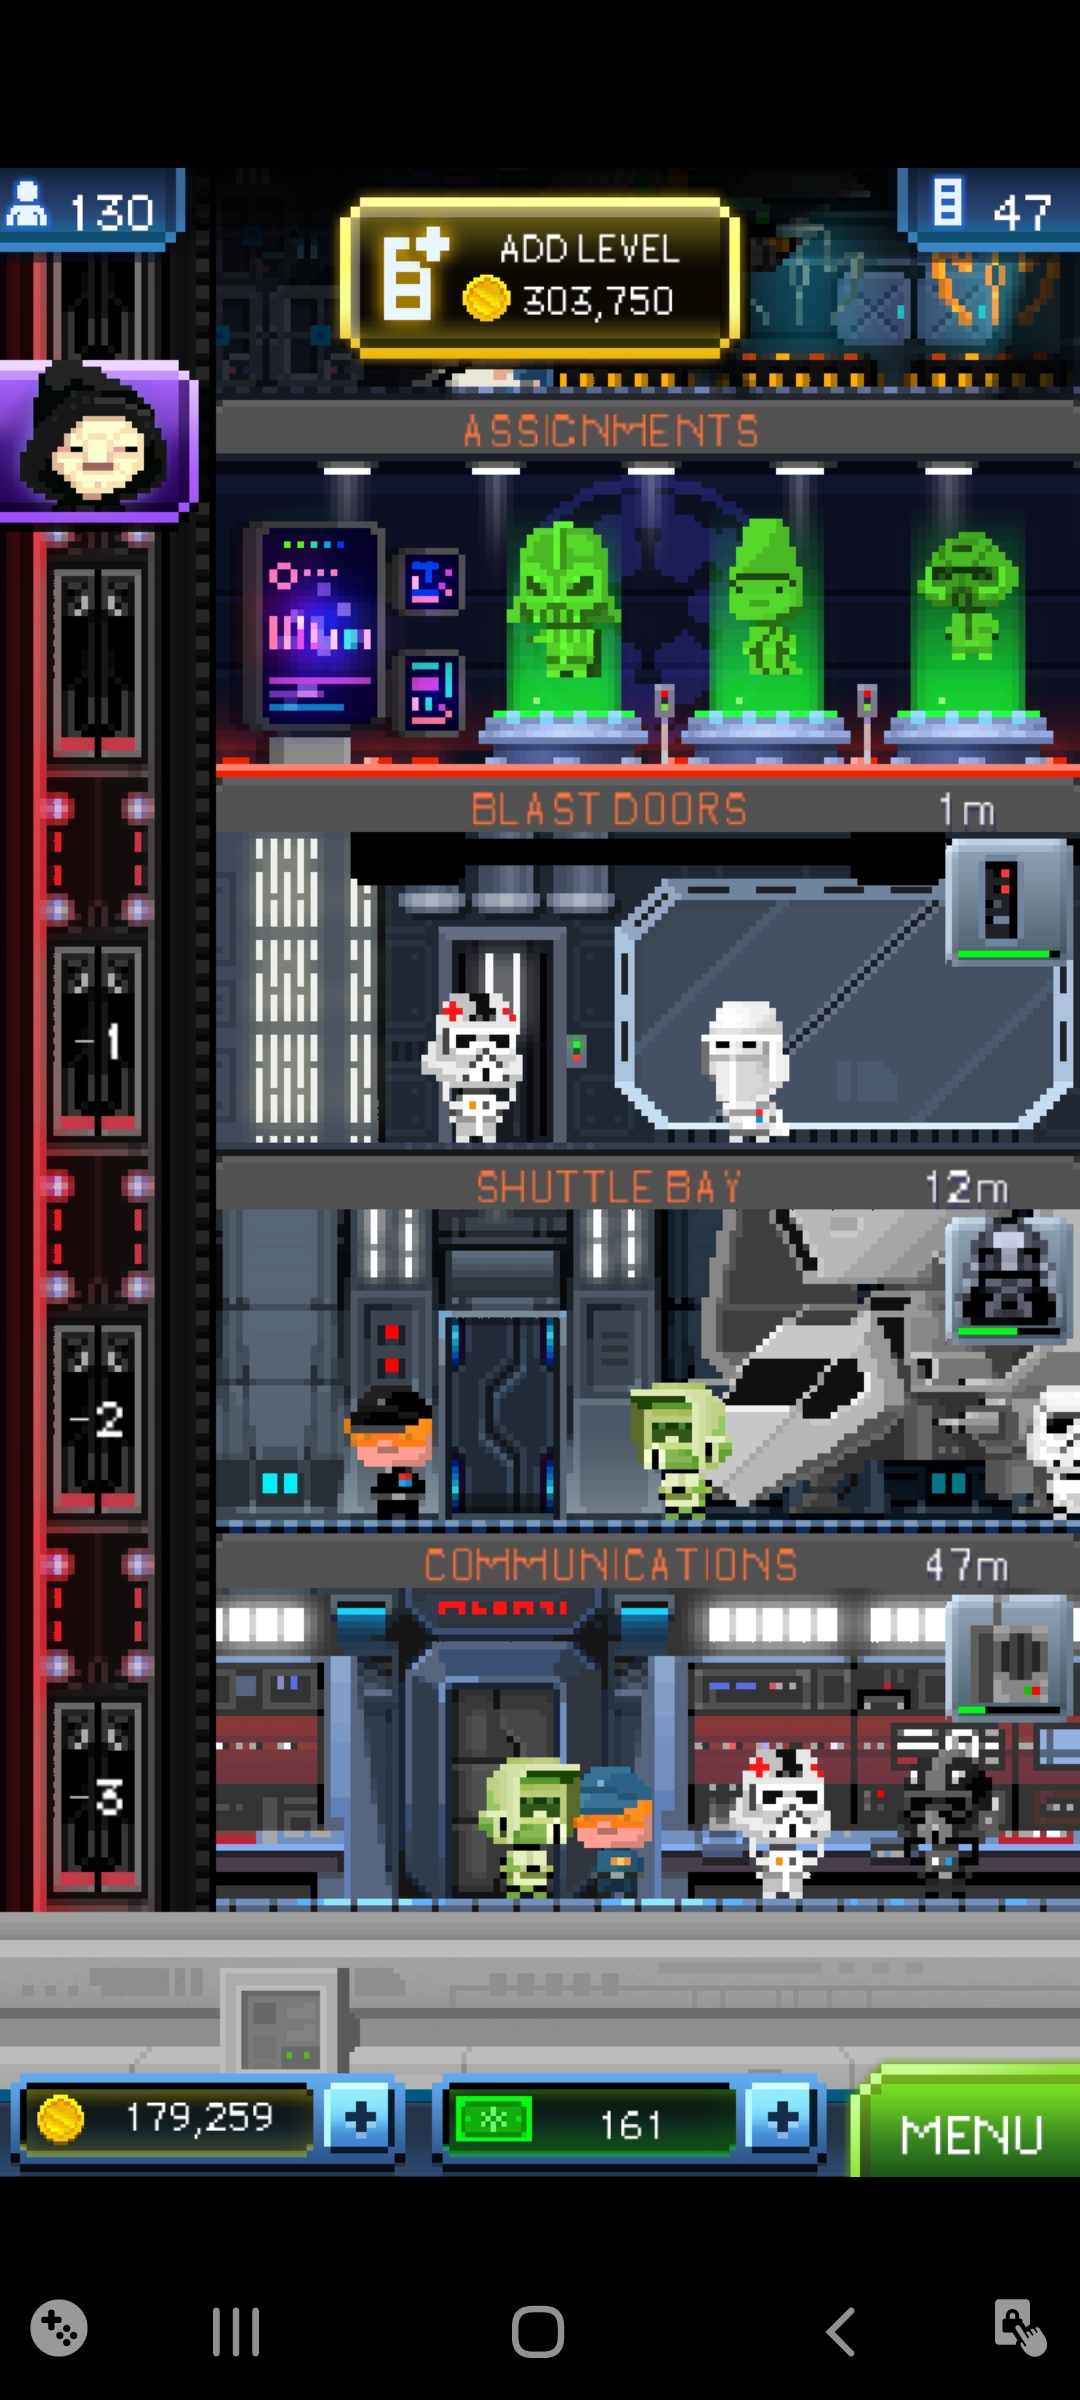 130
ADD LEVEL
303,750
47
ASSIGNMENTS
BLAST DOORS 1m
-1
SHUTTLE BAY 12m
-2
COMMUNICATIONS 47m
-3
179,259
161
MENU